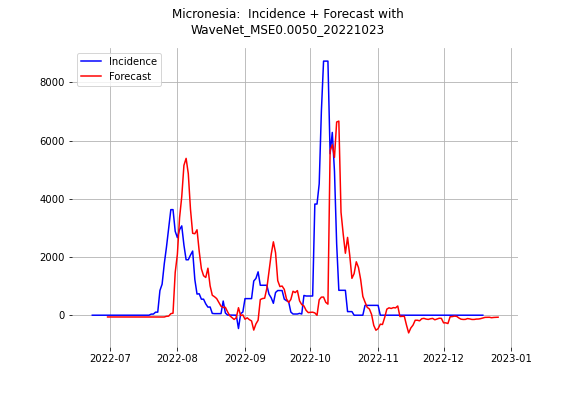 Micronesia:  Incidence + Forecast with
WaveNet_MSE0.0050_20221023
Incidence
Forecast
8000
6000
4000
2000
0
2022-07 2022-08 2022-09 2022-10 2022-11 2022-12 2023-01